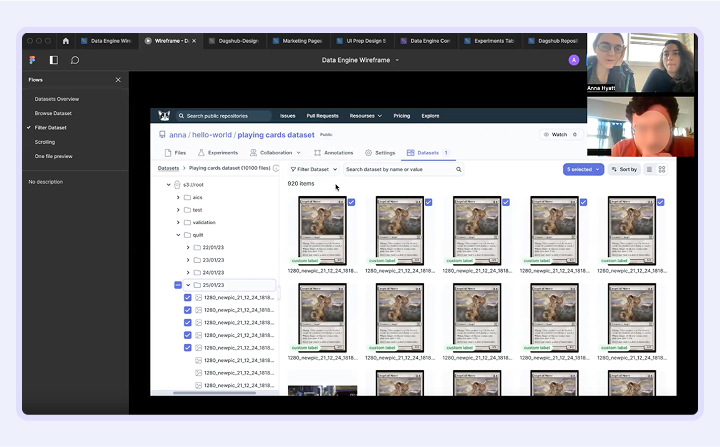 Data Engine Wire
Wireframe - D
Dagshub-Design
Marketing Pages
UI Prep Design S
Data Engine Con
Experiments Tab
Dagshub Reposi
Data Engine Wireframe
A
Anna Hyatt
Flows
Datasets Overview
Browse Dataset
Filter Dataset
Scrolling
One file preview
No description
Search public repositories
Issues
Pull Requests
Resources
Pricing
Explore
anna / hello-world / playing cards dataset
Public
Watch 0
Files
Experiments
Collaboration
Annotations
Settings
Datasets 1
Datasets > Playing cards dataset (10100 files)
Filter Dataset
Search dataset by name or value
5 selected
Sort by
920 items
s3://root
aics
test
validation
quilt
22/01/23
23/01/23
24/01/23
25/01/23
1280_newpic_21_12_24_1818...
1280_newpic_21_12_24_1818...
1280_newpic_21_12_24_1818...
1280_newpic_21_12_24_1818...
1280_newpic_21_12_24_1818...
1280_newpic_21_12_24_1818...
1280_newpic_21_12_24_1818...
1280_newpic_21_12_24_1818...
custom label
custom label
custom label
custom label
custom label
1280_newpic_21_12_24_1818...
1280_newpic_21_12_24_1818...
1280_newpic_21_12_24_1818...
1280_newpic_21_12_24_1818...
1280_newpic_21_12_24_1818...
custom label
custom label
custom label
custom label
custom label
1280_newpic_21_12_24_1818...
1280_newpic_21_12_24_1818...
1280_newpic_21_12_24_1818...
1280_newpic_21_12_24_1818...
1280_newpic_21_12_24_1818...